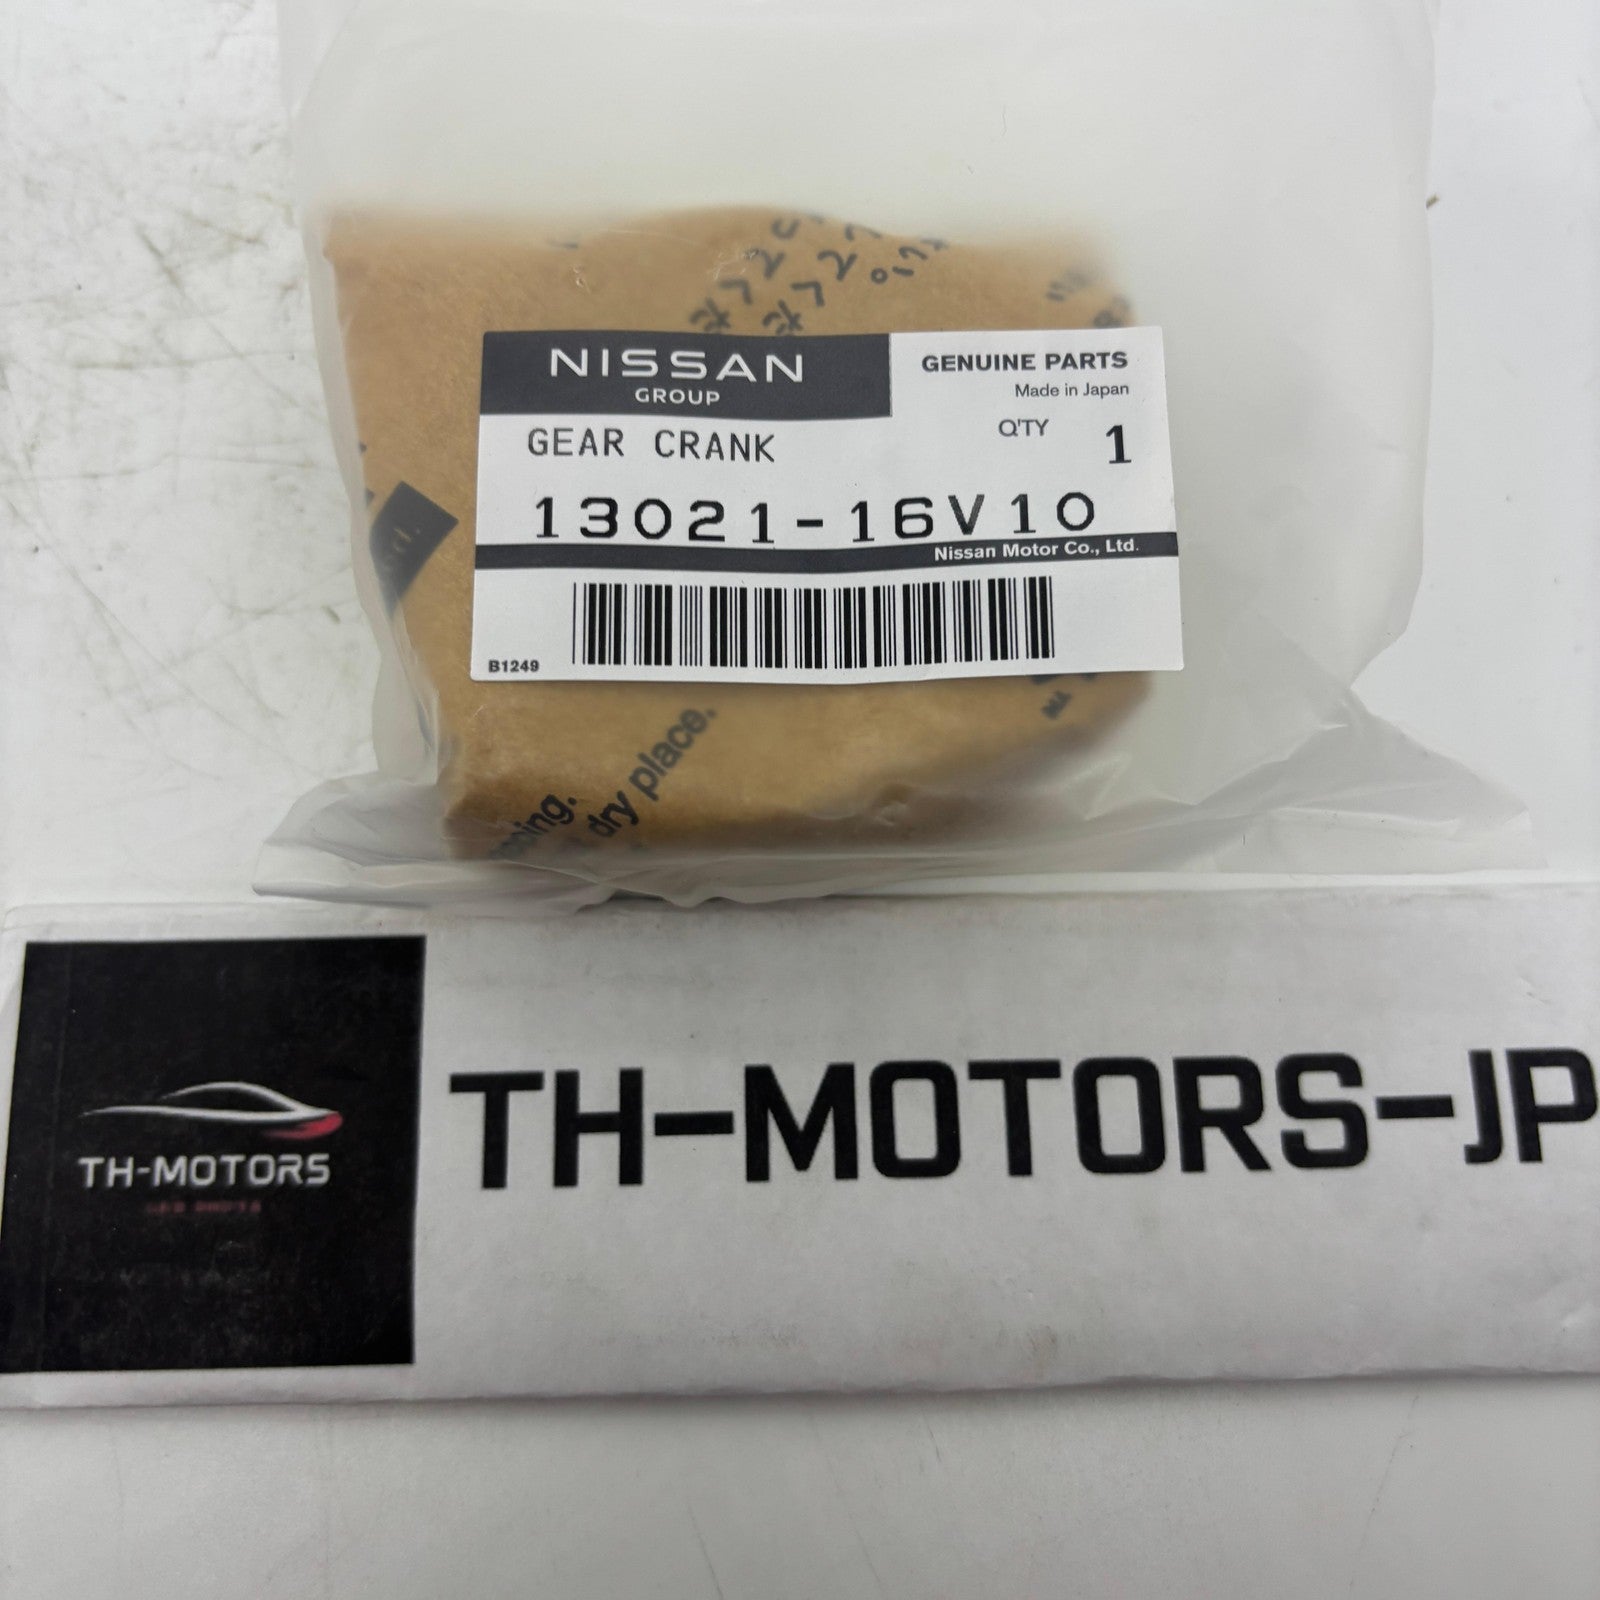 NISSAN
GROUP
GENUINE PARTS
Made in Japan
GEAR CRANK
Q'TY 1
13021-16V10
Nissan Motor Co., Ltd.
B1249
dry place.
TH-MOTORS
TH-MOTORS-JP